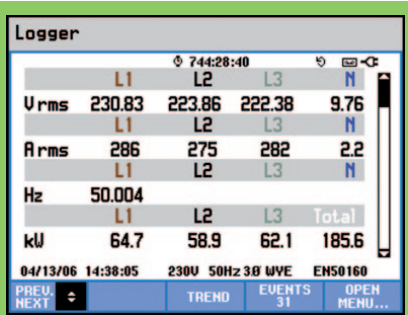 Logger
744:28:40
L1 L2 L3 N
Vrms 230.83 223.86 222.38 9.76
L1 L2 L3 N
Arms 286 275 282 2.2
L1 L2 L3 N
Hz 50.004
L1 L2 L3 Total
kW 64.7 58.9 62.1 185.6
04/13/06 14:38:05 230V 50Hz 3Ø WYE EN50160
PREV. NEXT TREND EVENTS 31 OPEN MENU...